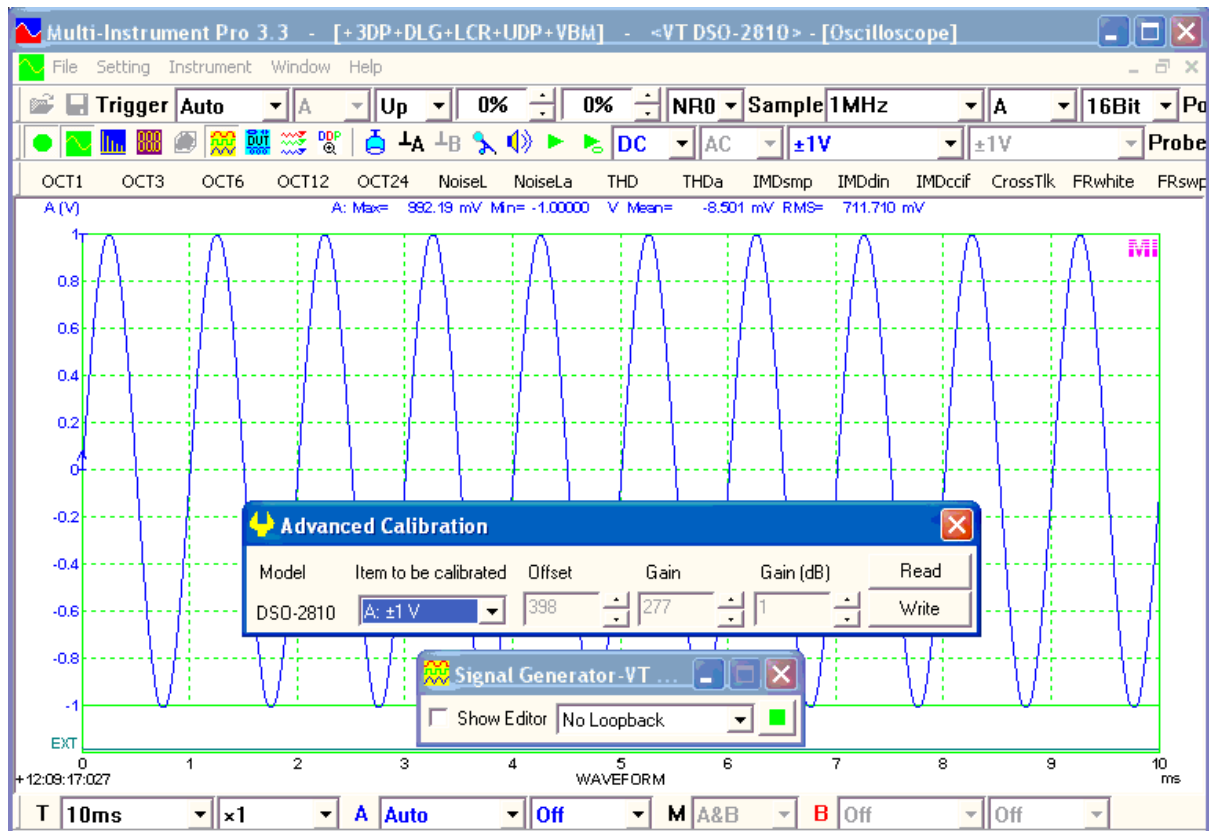 Multi-Instrument Pro 3.3 - [+3DP+DLG+LCR+UDP+VBM] - <VT DSO-2810> - [Oscilloscope]
File Setting Instrument Window Help
Trigger Auto A Up 0% 0% NR0 Sample 1MHz A 16Bit Po
888 DUT DDP A B DC AC ±1V ±1V Probe
OCT1 OCT3 OCT6 OCT12 OCT24 NoiseL NoiseLa THD THDa IMDsmp IMDdin IMDccif CrossTlk FRwhite FRswp
A (V) A: Max= 992.19 mV Min= -1.00000 V Mean= -8.501 mV RMS= 711.710 mV
1
MI
0.8
0.6
0.4
0.2
0
-0.2
Advanced Calibration
-0.4
Model Item to be calibrated Offset Gain Gain (dB) Read
-0.6
DSO-2810 A: ±1 V 398 277 1 Write
-0.8
Signal Generator-VT ...
-1
Show Editor No Loopback
EXT
0 1 2 3 4 5 6 7 8 9 10
+12:09:17:027 WAVEFORM ms
T 10ms ×1 A Auto Off M A&B B Off Off